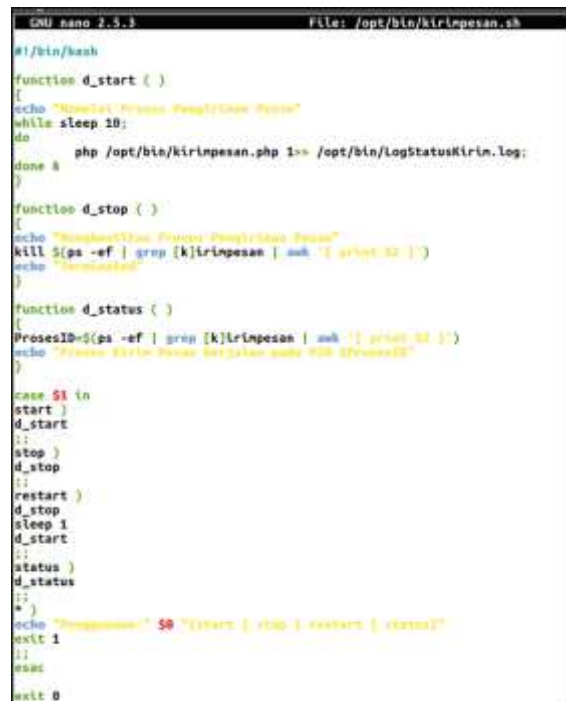 GNU nano 2.5.3 File: /opt/bin/kirimpesan.sh
#!/bin/bash
function d_start ( )
{
echo "Memulai Proses Pengiriman Pesan"
while sleep 10;
do
php /opt/bin/kirimpesan.php 1>> /opt/bin/LogStatusKirim.log;
done &
}
function d_stop ( )
{
echo "Menghentikan Proses Pengiriman Pesan"
kill $(ps -ef | grep [k]irimpesan | awk '{ print $2 }')
echo "Terminated"
}
function d_status ( )
{
ProsesID=$(ps -ef | grep [k]irimpesan | awk '{ print $2 }')
echo "Proses Kirim Pesan berjalan pada PID $ProsesID"
}
case $1 in
start )
d_start
;;
stop )
d_stop
;;
restart )
d_stop
sleep 1
d_start
;;
status )
d_status
;;
* )
echo "Penggunaan:" $0 "{start | stop | restart | status}"
exit 1
;;
esac
exit 0